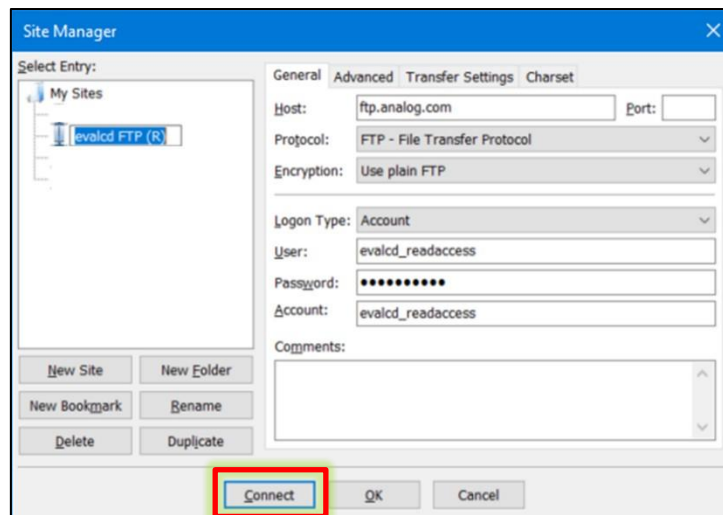 Site Manager
Select Entry:
My Sites
evalcd FTP (R)
New Site
New Folder
New Bookmark
Rename
Delete
Duplicate
General
Advanced
Transfer Settings
Charset
Host:
ftp.analog.com
Port:
Protocol:
FTP - File Transfer Protocol
Encryption:
Use plain FTP
Logon Type:
Account
User:
evalcd_readaccess
Password:
●●●●●●●●●●
Account:
evalcd_readaccess
Comments:
Connect
OK
Cancel